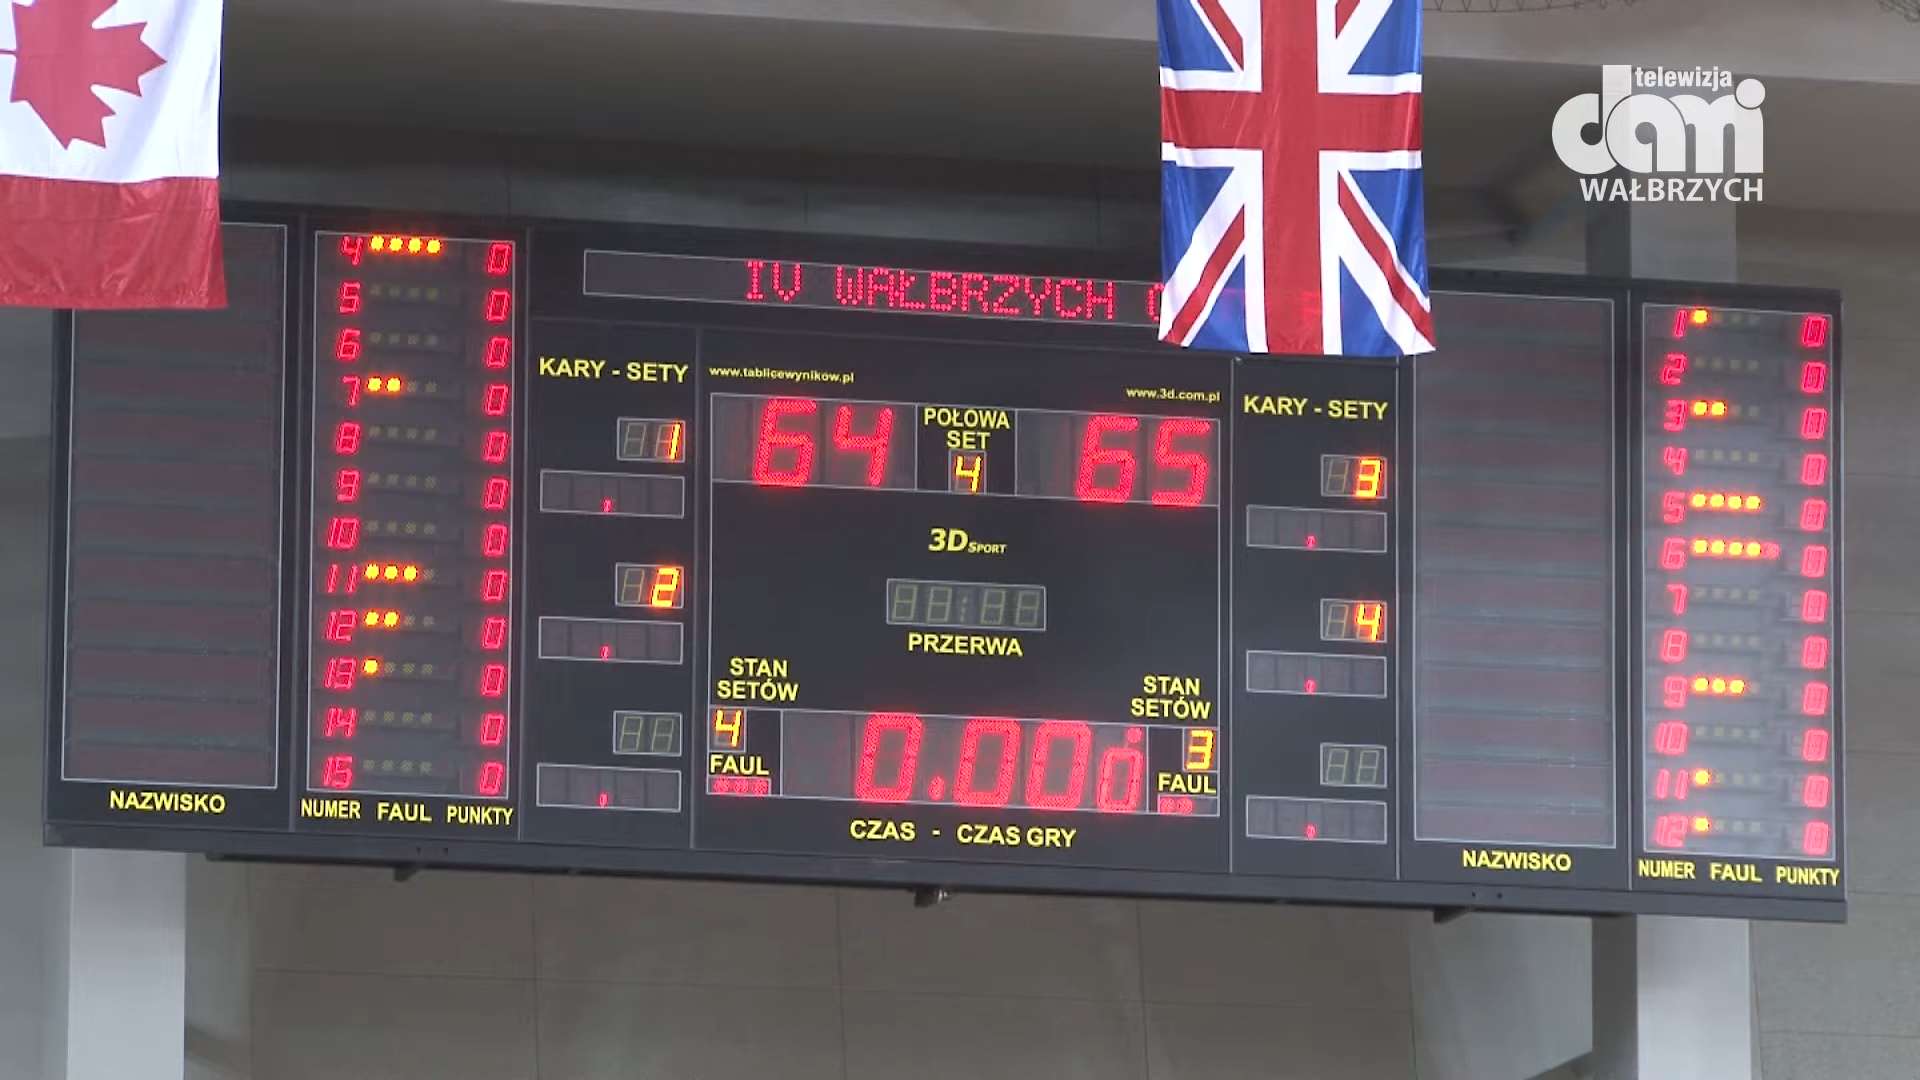 telewizja
dami
WAŁBRZYCH
IV WAŁBRZYCH
KARY - SETY
www.tablicewynikow.pl
www.3d.com.pl
KARY - SETY
64
POŁOWA
SET
4
65
1
3
3D SPORT
2
4
PRZERWA
STAN
SETÓW
4
FAUL
0.00
STAN
SETÓW
3
FAUL
CZAS - CZAS GRY
4 0
5 0
6 0
7 0
8 0
9 0
10 0
11 0
12 0
13 0
14 0
15 0
NAZWISKO
NUMER FAUL PUNKTY
1 0
2 0
3 0
4 0
5 0
6 0
7 0
8 0
9 0
10 0
11 0
12 0
NAZWISKO
NUMER FAUL PUNKTY